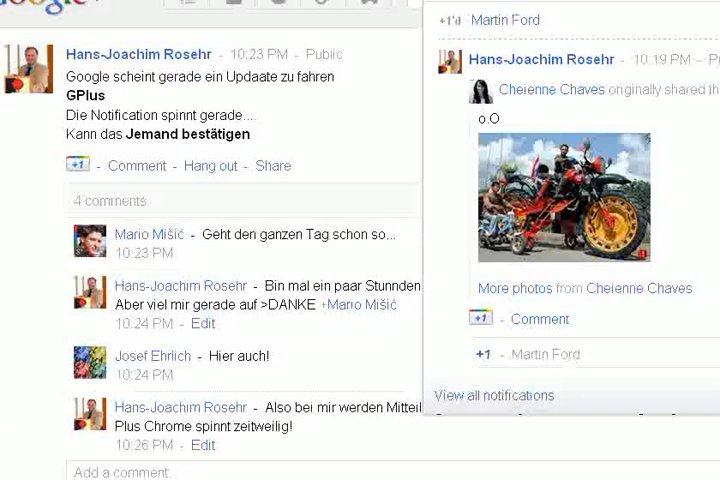 Google
Hans-Joachim Rosehr - 10:23 PM - Public
Google scheint gerade ein Updaate zu fahren
GPlus
Die Notification spinnt gerade....
Kann das Jemand bestätigen
+1 - Comment - Hang out - Share
4 comments
Mario Mišić - Geht den ganzen Tag schon so...
10:23 PM
Hans-Joachim Rosehr - Bin mal ein paar Stunnden
Aber viel mir gerade auf >DANKE +Mario Mišić
10:24 PM - Edit
Josef Ehrlich - Hier auch!
10:24 PM
Hans-Joachim Rosehr - Also bei mir werden Mitteil
Plus Chrome spinnt zeitweilig!
10:26 PM - Edit
Add a comment.
+1'd Martin Ford
Hans-Joachim Rosehr - 10:19 PM - P
Cheienne Chaves originally shared th
o.O
More photos from Cheienne Chaves
+1 - Comment
+1 - Martin Ford
View all notifications